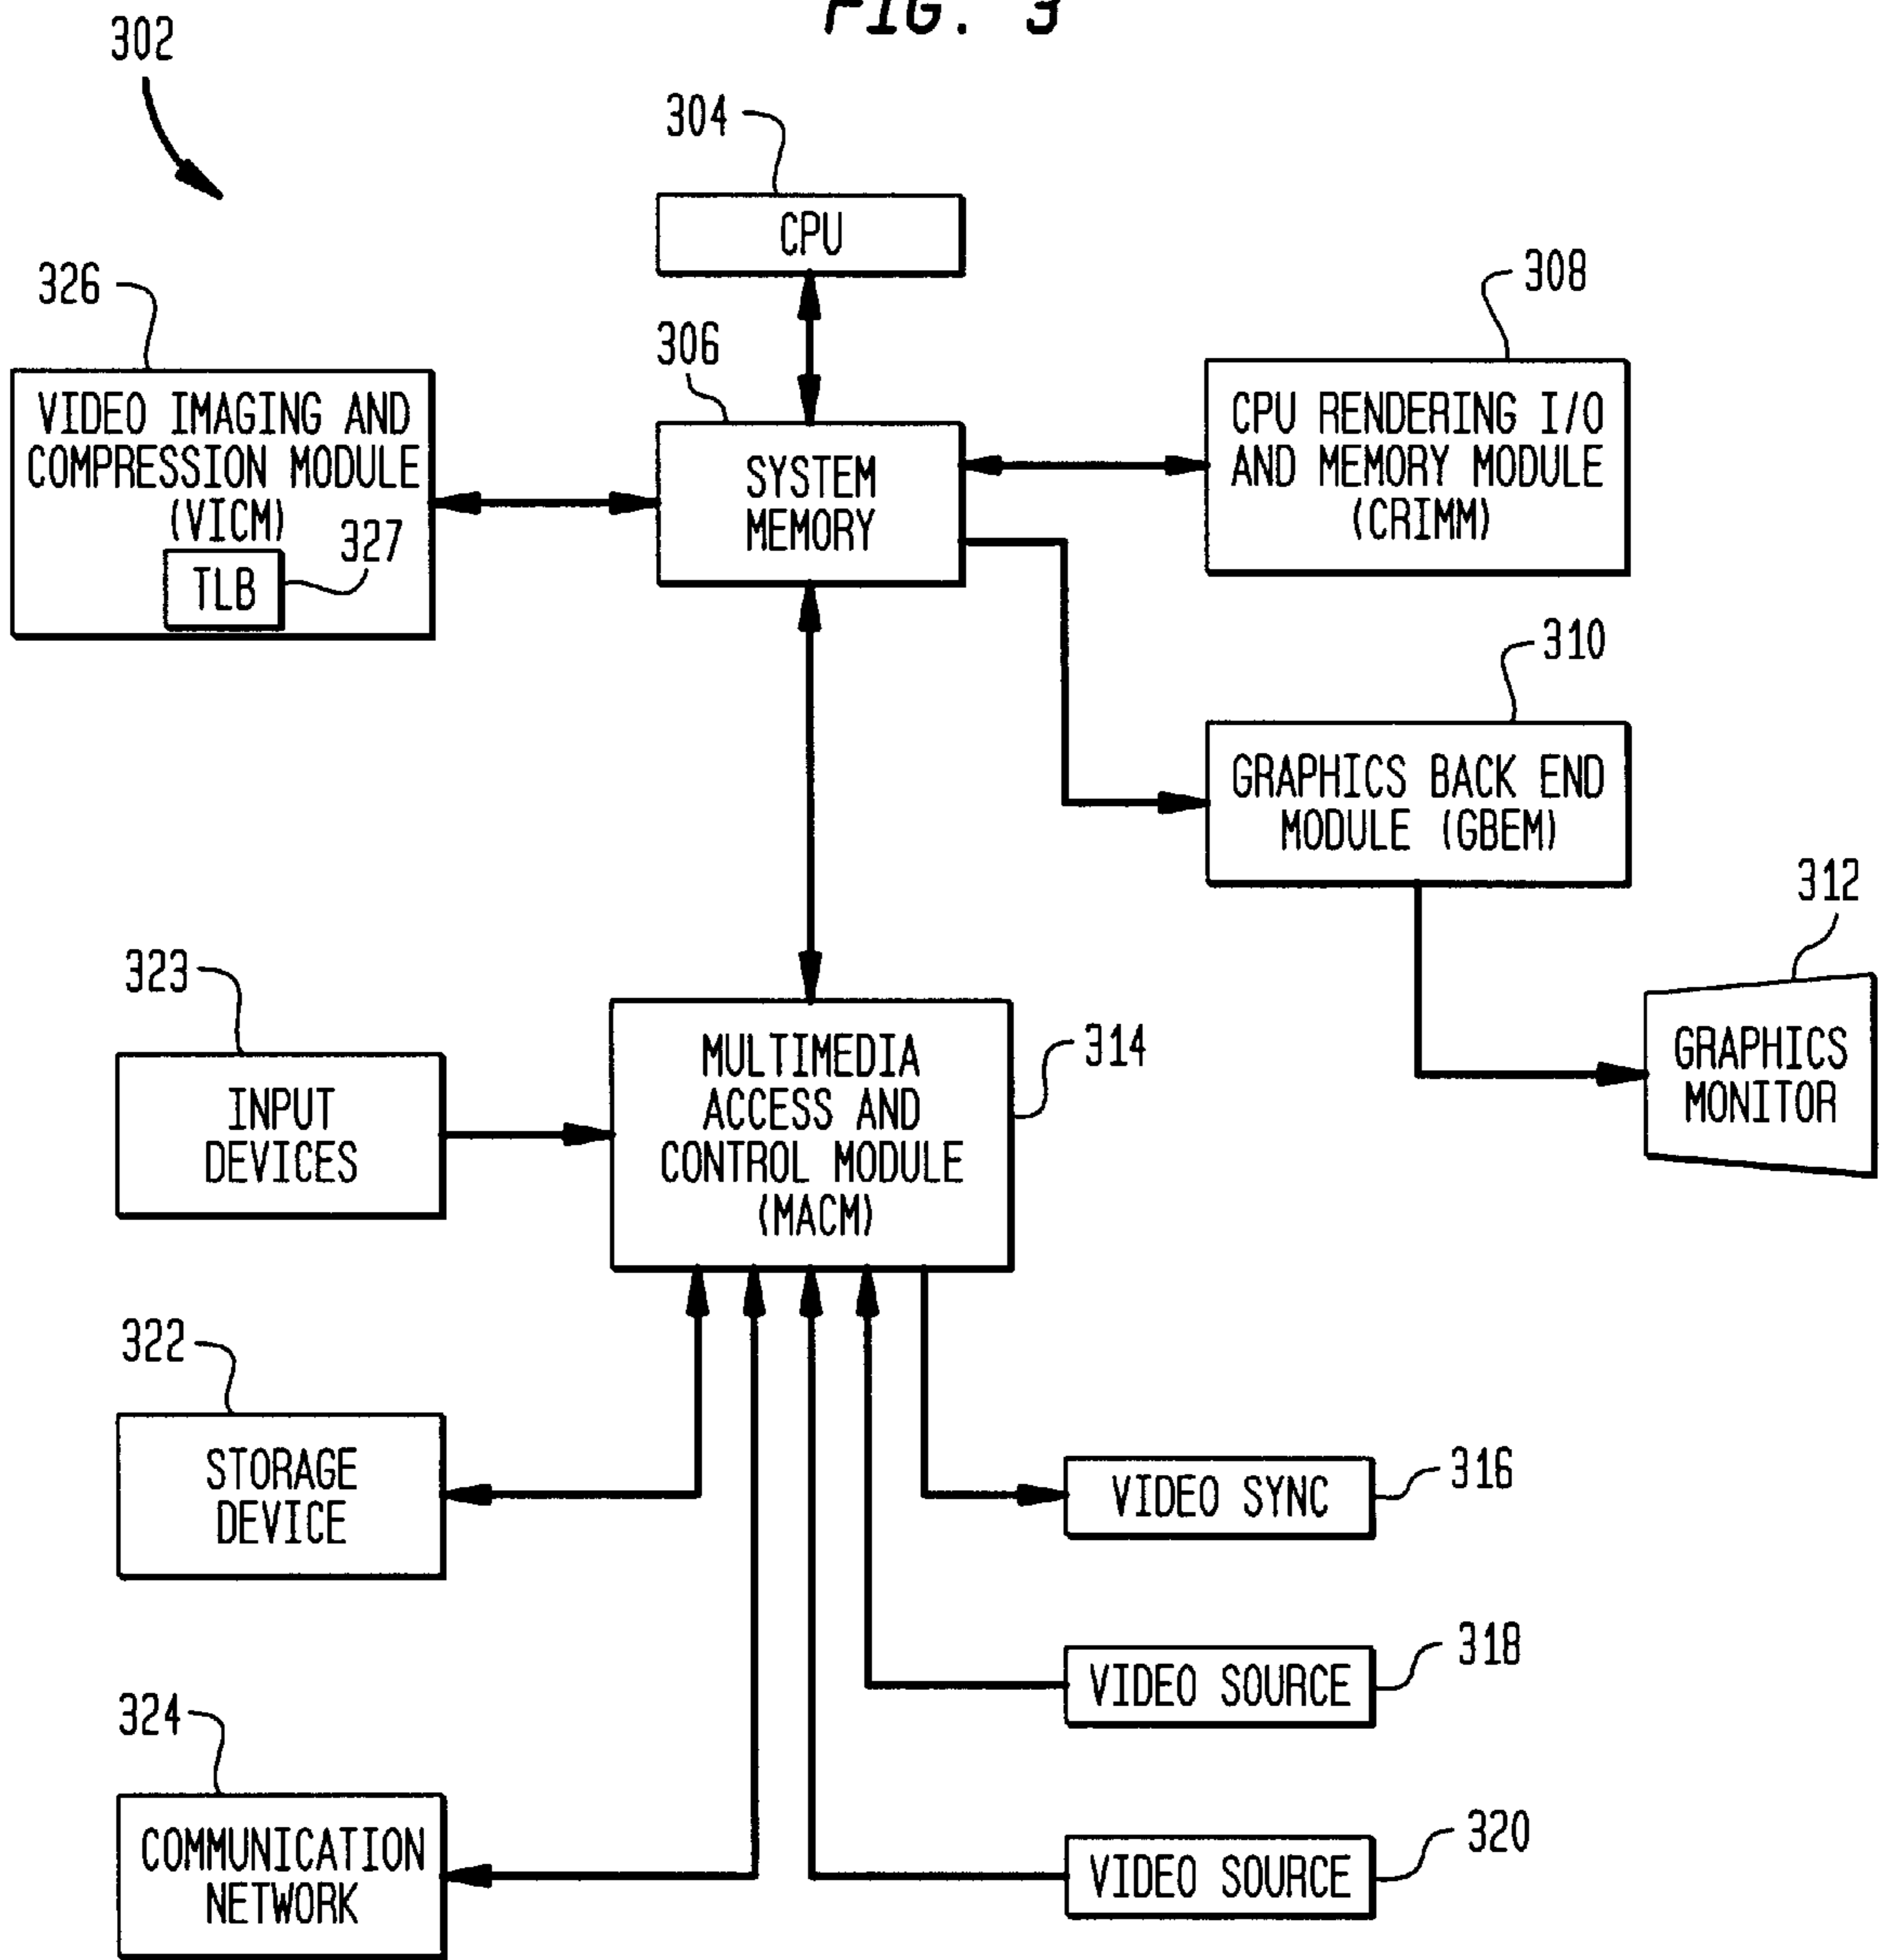 FIG. 3
302
304
CPU
326
306
308
VIDEO IMAGING AND
COMPRESSION MODULE
(VICM)
327
TLB
SYSTEM
MEMORY
CPU RENDERING I/O
AND MEMORY MODULE
(CRIMM)
310
GRAPHICS BACK END
MODULE (GBEM)
312
GRAPHICS
MONITOR
323
INPUT
DEVICES
MULTIMEDIA
ACCESS AND
CONTROL MODULE
(MACM)
314
322
STORAGE
DEVICE
VIDEO SYNC
316
VIDEO SOURCE
318
324
COMMUNICATION
NETWORK
VIDEO SOURCE
320